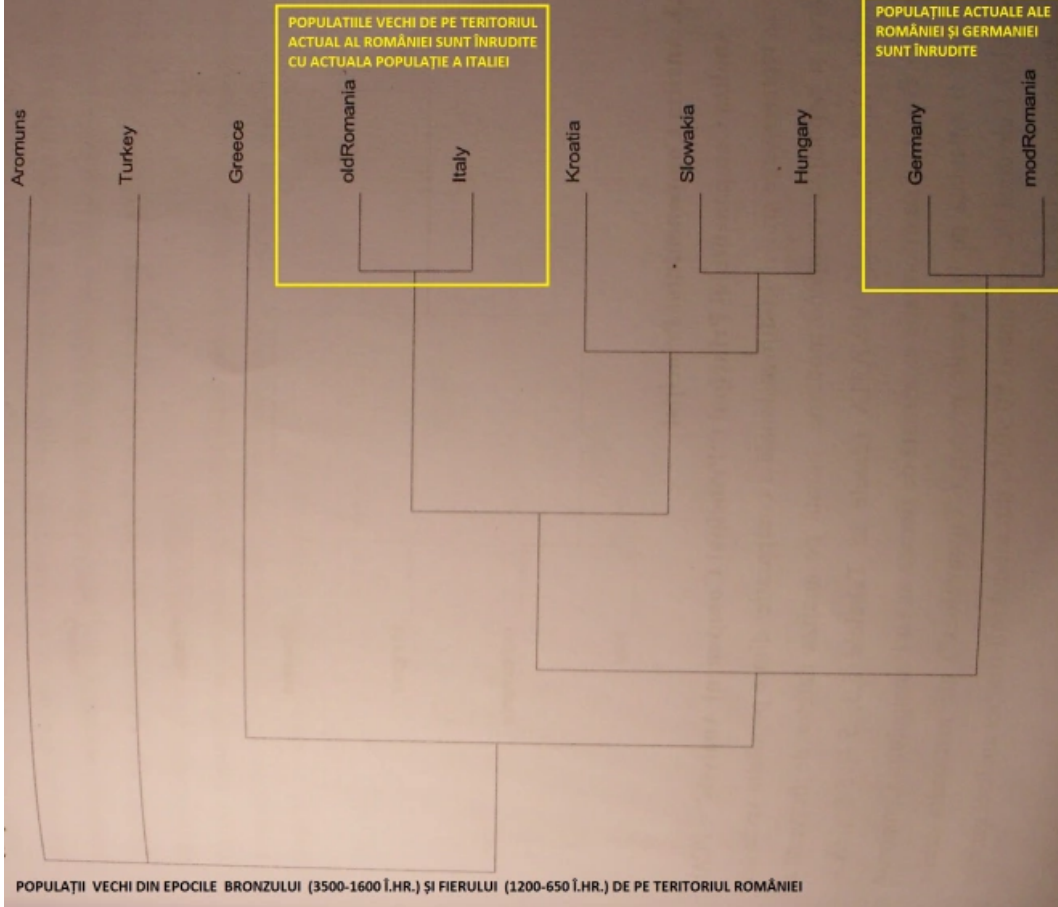 POPULATIILE VECHI DE PE TERITORIUL
ACTUAL AL ROMÂNIEI SUNT ÎNRUDITE
CU ACTUALA POPULAȚIE A ITALIEI
POPULAȚIILE ACTUALE ALE
ROMÂNIEI ȘI GERMANIEI
SUNT ÎNRUDITE
Aromuns
Turkey
Greece
oldRomania
Italy
Kroatia
Slowakia
Hungary
Germany
modRomania
POPULAȚII VECHI DIN EPOCILE BRONZULUI (3500-1600 Î.HR.) ȘI FIERULUI (1200-650 Î.HR.) DE PE TERITORIUL ROMÂNIEI